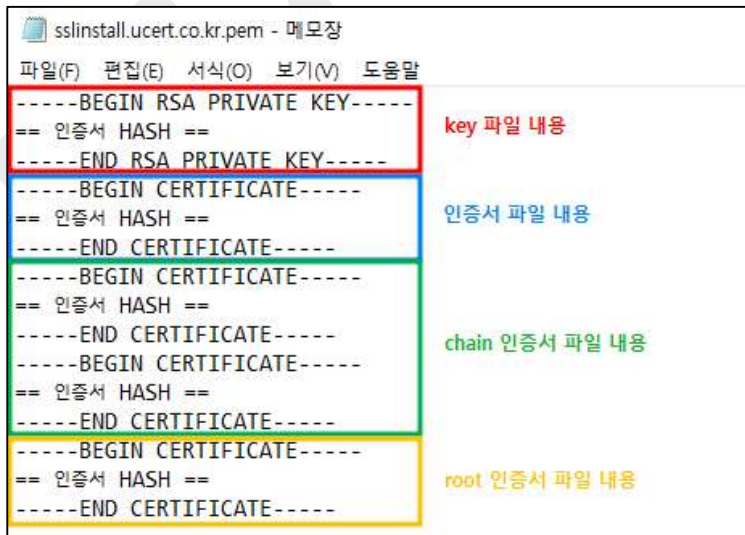 sslinstall.ucert.co.kr.pem - 메모장
파일(F) 편집(E) 서식(O) 보기(V) 도움말
-----BEGIN RSA PRIVATE KEY-----
== 인증서 HASH ==
-----END RSA PRIVATE KEY-----
key 파일 내용
-----BEGIN CERTIFICATE-----
== 인증서 HASH ==
-----END CERTIFICATE-----
인증서 파일 내용
-----BEGIN CERTIFICATE-----
== 인증서 HASH ==
-----END CERTIFICATE-----
-----BEGIN CERTIFICATE-----
== 인증서 HASH ==
-----END CERTIFICATE-----
chain 인증서 파일 내용
-----BEGIN CERTIFICATE-----
== 인증서 HASH ==
-----END CERTIFICATE-----
root 인증서 파일 내용